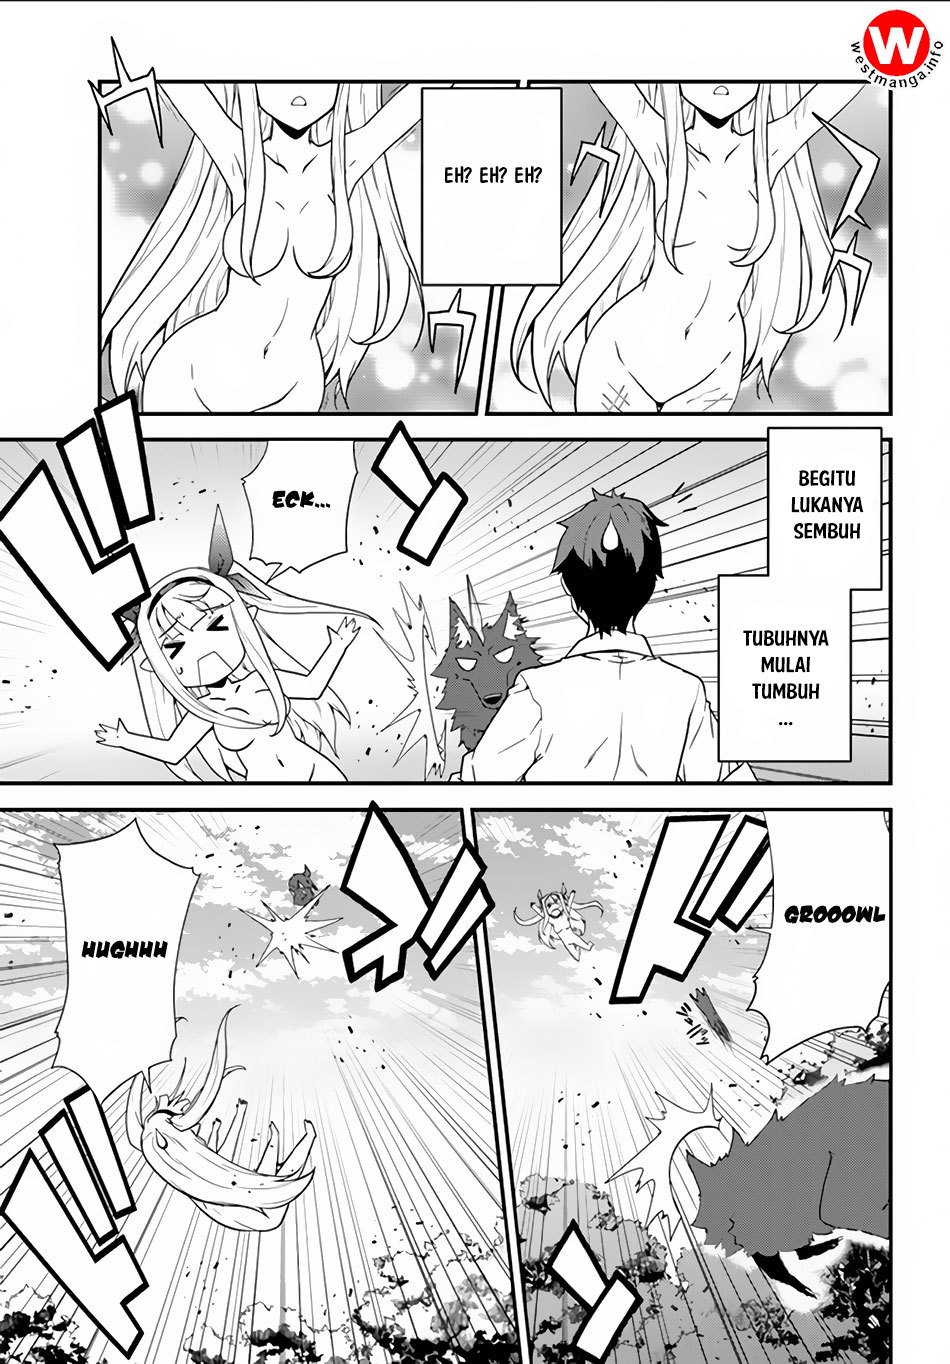 W
westmanga.info
EH? EH? EH?
BEGITU
LUKANYA
SEMBUH
TUBUHNYA
MULAI
TUMBUH
...
ECK...
GROOOWL
HUGHHH